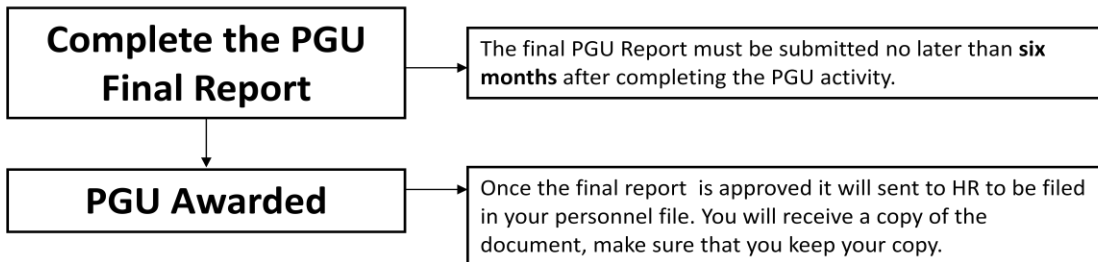 Complete the PGU
Final Report
The final PGU Report must be submitted no later than six
months after completing the PGU activity.
PGU Awarded
Once the final report  is approved it will sent to HR to be filed
in your personnel file. You will receive a copy of the
document, make sure that you keep your copy.